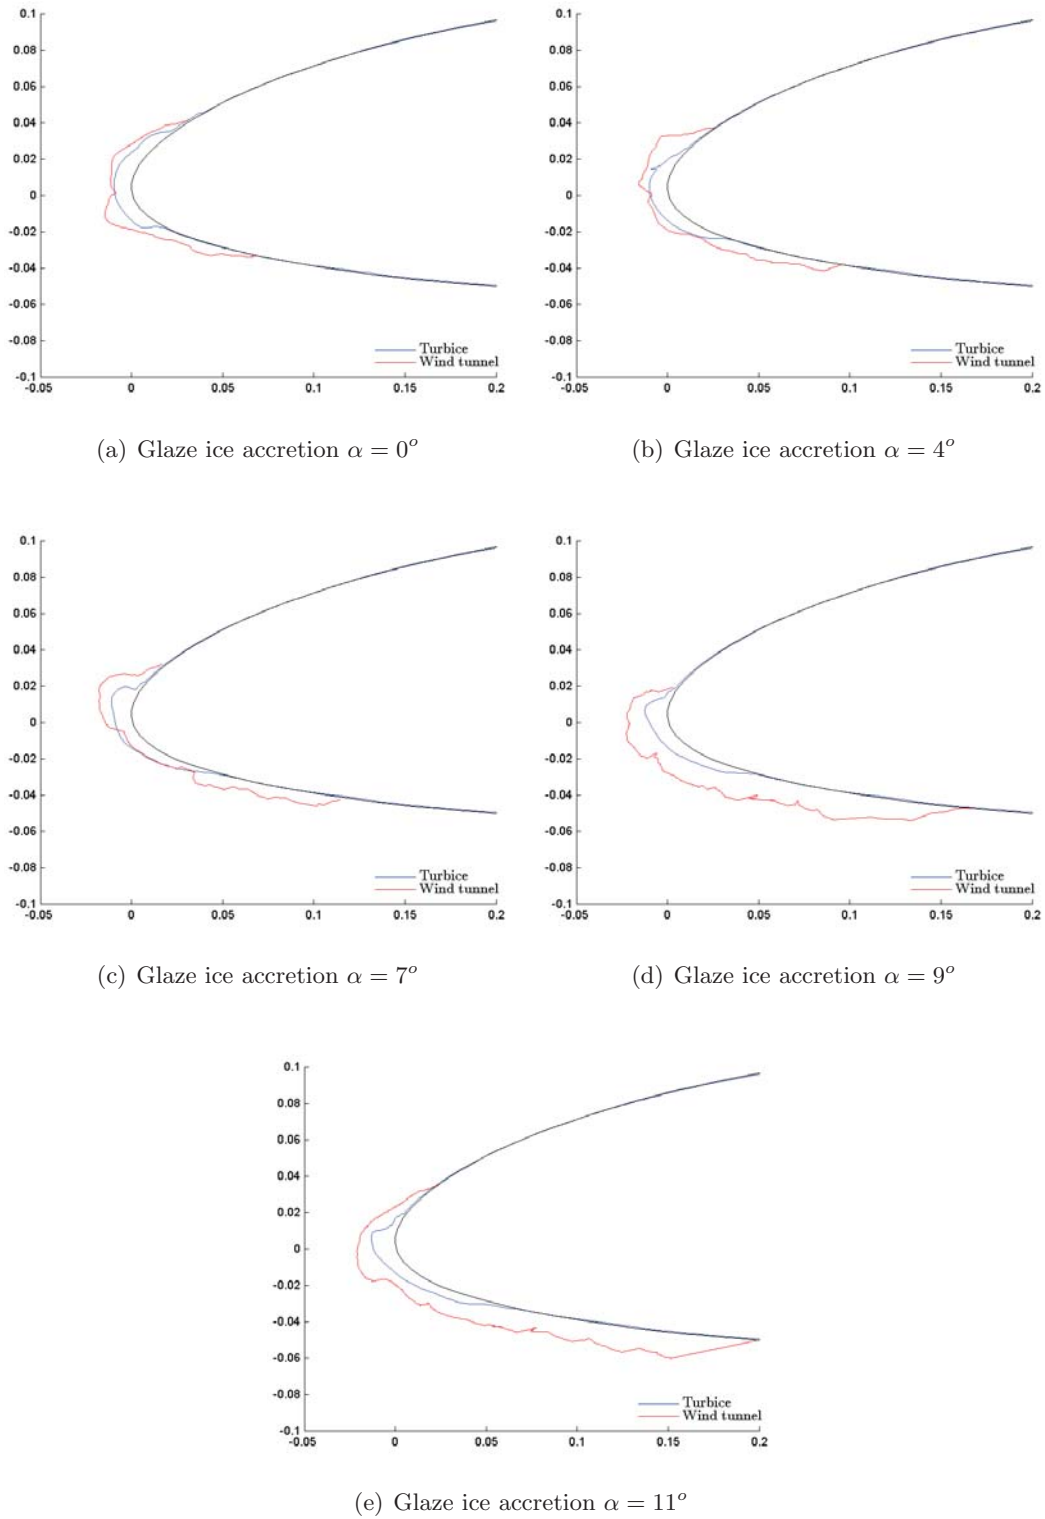 0.1
0.08
0.06
0.04
0.02
0
-0.02
-0.04
-0.06
-0.08
-0.1
-0.05 0 0.05 0.1 0.15 0.2
Turbice
Wind tunnel
(a) Glaze ice accretion α = 0°
0.1
0.08
0.06
0.04
0.02
0
-0.02
-0.04
-0.06
-0.08
-0.1
-0.05 0 0.05 0.1 0.15 0.2
Turbice
Wind tunnel
(b) Glaze ice accretion α = 4°
0.1
0.08
0.06
0.04
0.02
0
-0.02
-0.04
-0.06
-0.08
-0.1
-0.05 0 0.05 0.1 0.15 0.2
Turbice
Wind tunnel
(c) Glaze ice accretion α = 7°
0.1
0.08
0.06
0.04
0.02
0
-0.02
-0.04
-0.06
-0.08
-0.1
-0.05 0 0.05 0.1 0.15 0.2
Turbice
Wind tunnel
(d) Glaze ice accretion α = 9°
0.1
0.08
0.06
0.04
0.02
0
-0.02
-0.04
-0.06
-0.08
-0.1
-0.05 0 0.05 0.1 0.15 0.2
Turbice
Wind tunnel
(e) Glaze ice accretion α = 11°